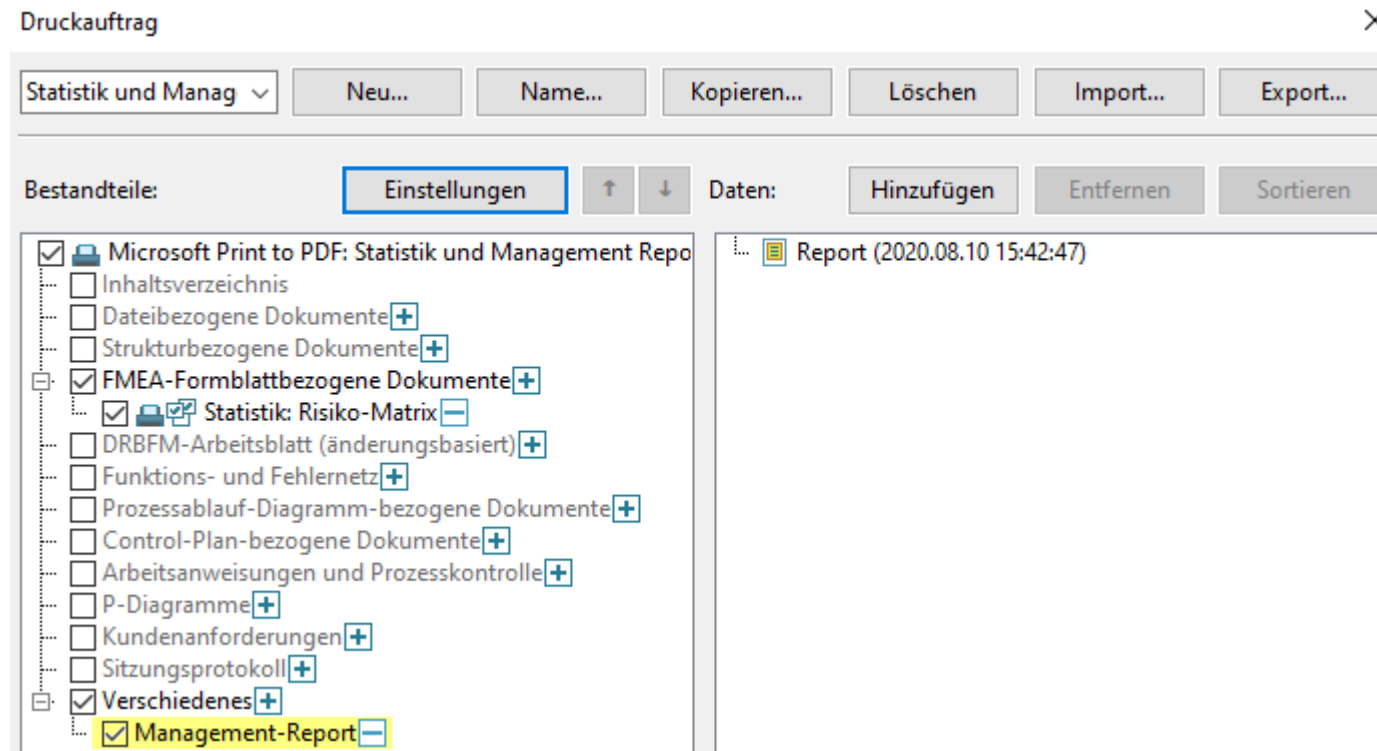 Druckauftrag
Statistik und Manag Neu... Name... Kopieren... Löschen Import... Export...
Bestandteile: Einstellungen Daten: Hinzufügen Entfernen Sortieren
Microsoft Print to PDF: Statistik und Management Repo
Report (2020.08.10 15:42:47)
Inhaltsverzeichnis
Dateibezogene Dokumente
Strukturbezogene Dokumente
FMEA-Formblattbezogene Dokumente
Statistik: Risiko-Matrix
DRBFM-Arbeitsblatt (änderungsbasiert)
Funktions- und Fehlernetz
Prozessablauf-Diagramm-bezogene Dokumente
Control-Plan-bezogene Dokumente
Arbeitsanweisungen und Prozesskontrolle
P-Diagramme
Kundenanforderungen
Sitzungsprotokoll
Verschiedenes
Management-Report